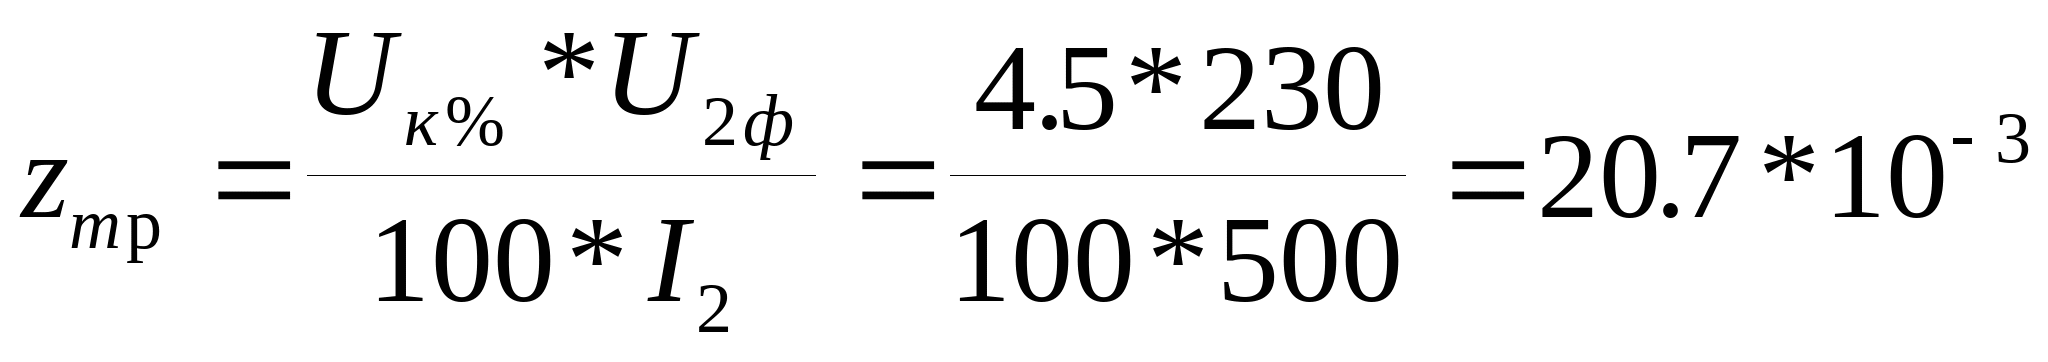 z_тр = (U_к% * U_2ф) / (100 * I_2) = (4.5 * 230) / (100 * 500) = 20.7 * 10^-3